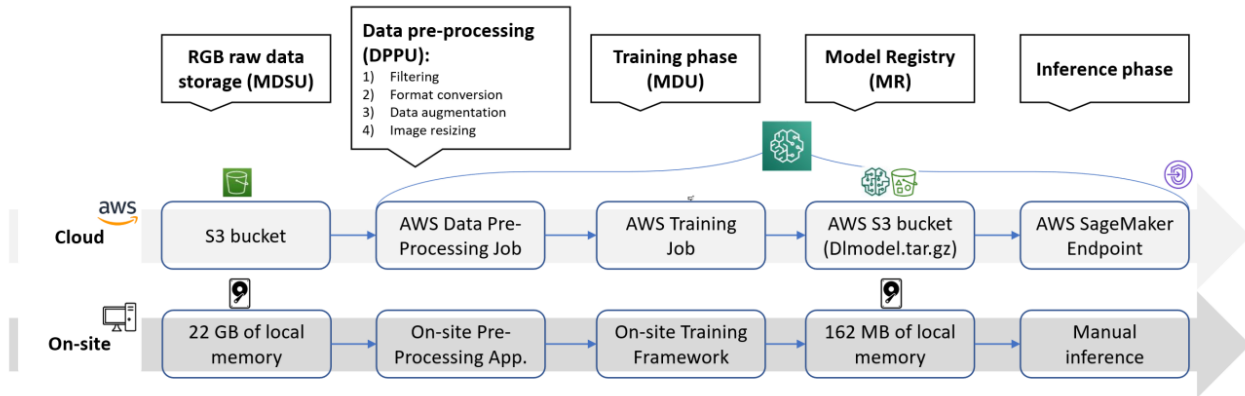 RGB raw data
storage (MDSU)
Data pre-processing
(DPPU):
1) Filtering
2) Format conversion
3) Data augmentation
4) Image resizing
Training phase
(MDU)
Model Registry
(MR)
Inference phase
aws
Cloud
S3 bucket
AWS Data Pre-
Processing Job
AWS Training
Job
AWS S3 bucket
(Dlmodel.tar.gz)
AWS SageMaker
Endpoint
On-site
22 GB of local
memory
On-site Pre-
Processing App.
On-site Training
Framework
162 MB of local
memory
Manual
inference